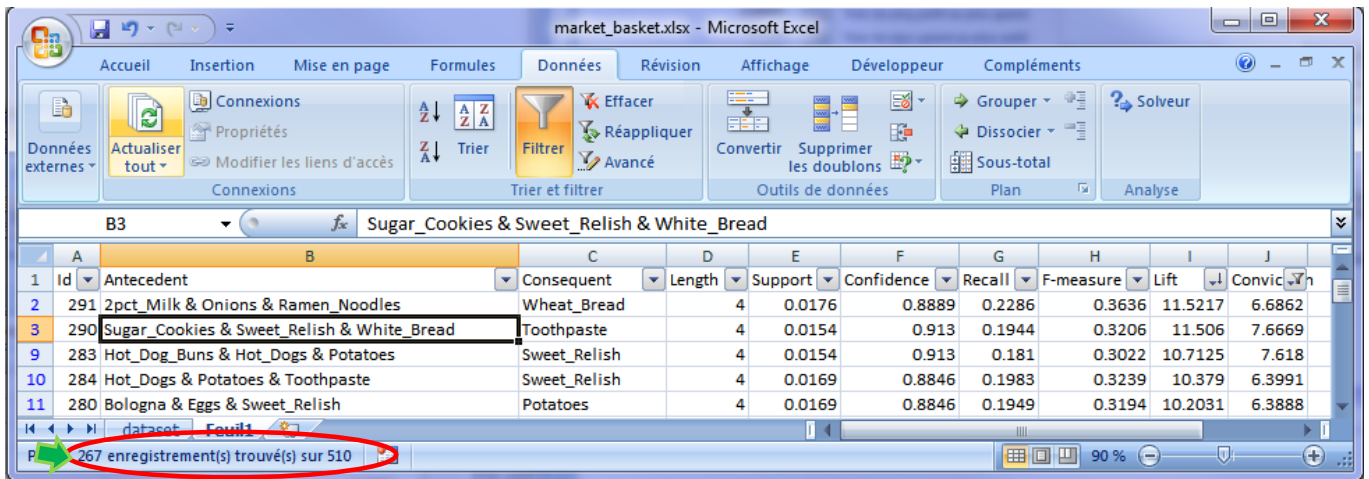 market_basket.xlsx - Microsoft Excel
Accueil Insertion Mise en page Formules Données Révision Affichage Développeur Compléments
Données externes
Actualiser tout
Connexions
Propriétés
Modifier les liens d'accès
Connexions
Trier
Filtrer
Effacer
Réappliquer
Avancé
Trier et filtrer
Convertir
Supprimer les doublons
Outils de données
Grouper
Dissocier
Sous-total
Plan
Solveur
Analyse
B3 fx Sugar_Cookies & Sweet_Relish & White_Bread
A B C D E F G H I J
1 Id Antecedent Consequent Length Support Confidence Recall F-measure Lift Convic n
2 291 2pct_Milk & Onions & Ramen_Noodles Wheat_Bread 4 0.0176 0.8889 0.2286 0.3636 11.5217 6.6862
3 290 Sugar_Cookies & Sweet_Relish & White_Bread Toothpaste 4 0.0154 0.913 0.1944 0.3206 11.506 7.6669
9 283 Hot_Dog_Buns & Hot_Dogs & Potatoes Sweet_Relish 4 0.0154 0.913 0.181 0.3022 10.7125 7.618
10 284 Hot_Dogs & Potatoes & Toothpaste Sweet_Relish 4 0.0169 0.8846 0.1983 0.3239 10.379 6.3991
11 280 Bologna & Eggs & Sweet_Relish Potatoes 4 0.0169 0.8846 0.1949 0.3194 10.2031 6.3888
dataset Feuil1
P 267 enregistrement(s) trouvé(s) sur 510 90 %